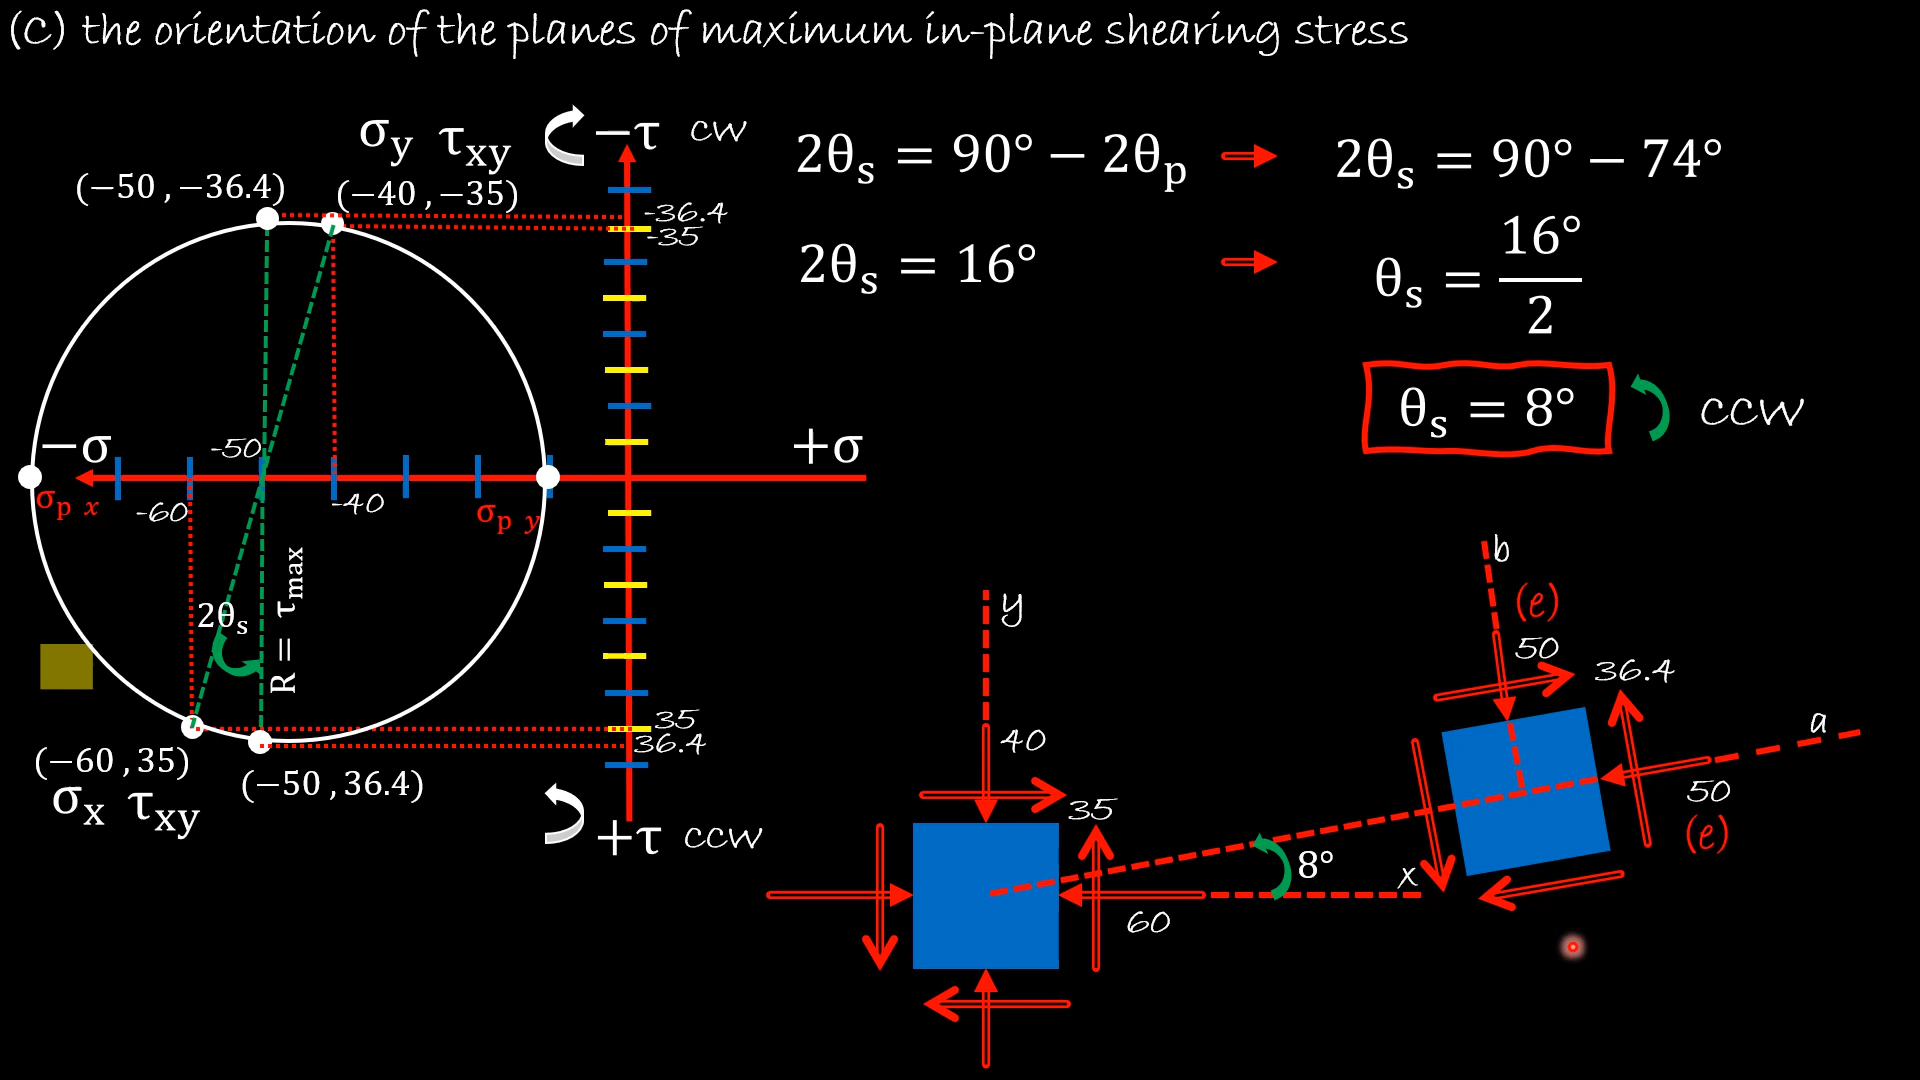 (C) the orientation of the planes of maximum in-plane shearing stress
σy τxy
−τ cw
(−50 , −36.4)
(−40 , −35)
-36.4
-35
2θs = 90° − 2θp
2θs = 90° − 74°
2θs = 16°
θs = 16° / 2
θs = 8°
ccw
−σ
-50
+σ
σp x
-60
-40
σp y
2θs
R = τmax
35
36.4
(−60 , 35)
(−50 , 36.4)
σx τxy
+τ ccw
y
40
35
60
x
8°
b
(e)
50
36.4
a
50
(e)